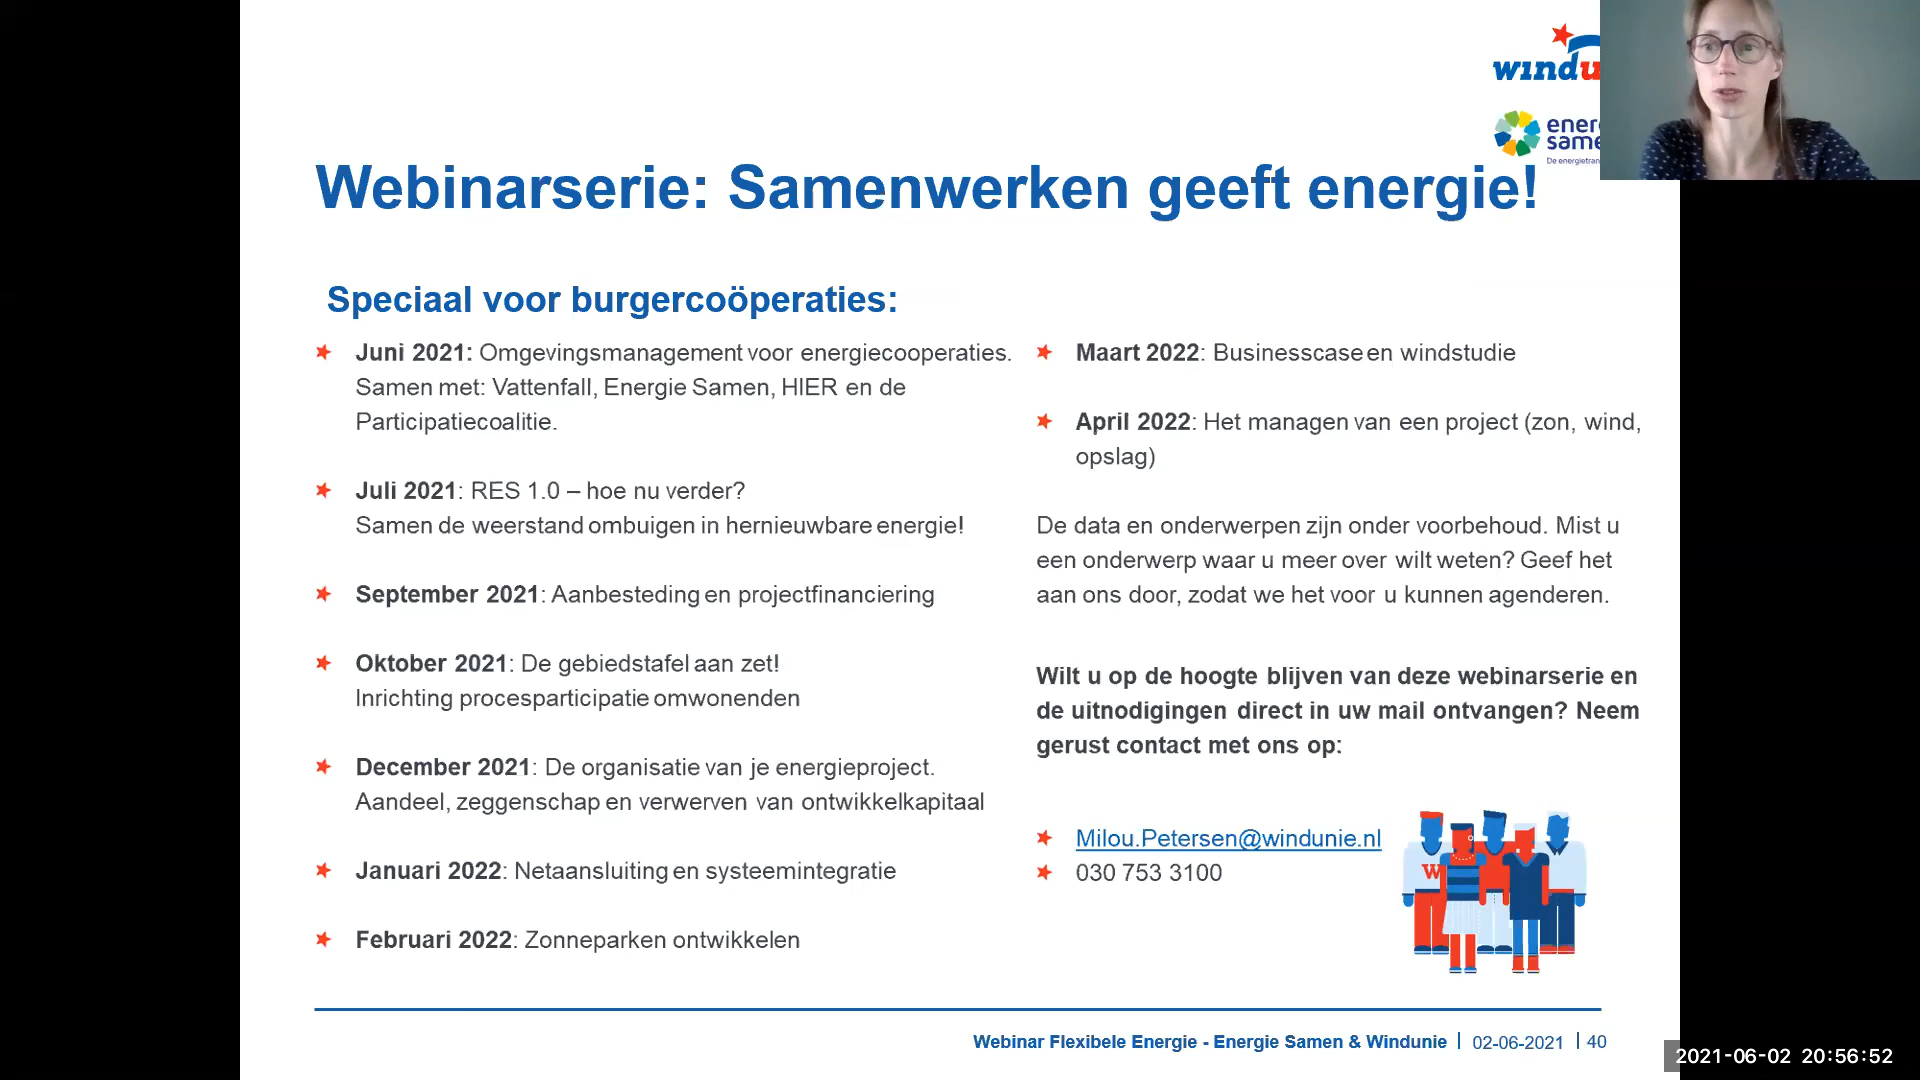 windu
ener
same
De energietran
Webinarserie: Samenwerken geeft energie!
Speciaal voor burgercoöperaties:
Juni 2021: Omgevingsmanagement voor energiecooperaties.
Samen met: Vattenfall, Energie Samen, HIER en de
Participatiecoalitie.
Juli 2021: RES 1.0 – hoe nu verder?
Samen de weerstand ombuigen in hernieuwbare energie!
September 2021: Aanbesteding en projectfinanciering
Oktober 2021: De gebiedstafel aan zet!
Inrichting procesparticipatie omwonenden
December 2021: De organisatie van je energieproject.
Aandeel, zeggenschap en verwerven van ontwikkelkapitaal
Januari 2022: Netaansluiting en systeemintegratie
Februari 2022: Zonneparken ontwikkelen
Maart 2022: Businesscase en windstudie
April 2022: Het managen van een project (zon, wind,
opslag)
De data en onderwerpen zijn onder voorbehoud. Mist u
een onderwerp waar u meer over wilt weten? Geef het
aan ons door, zodat we het voor u kunnen agenderen.
Wilt u op de hoogte blijven van deze webinarserie en
de uitnodigingen direct in uw mail ontvangen? Neem
gerust contact met ons op:
Milou.Petersen@windunie.nl
030 753 3100
W
Webinar Flexibele Energie - Energie Samen & Windunie | 02-06-2021 | 40
2021-06-02 20:56:52